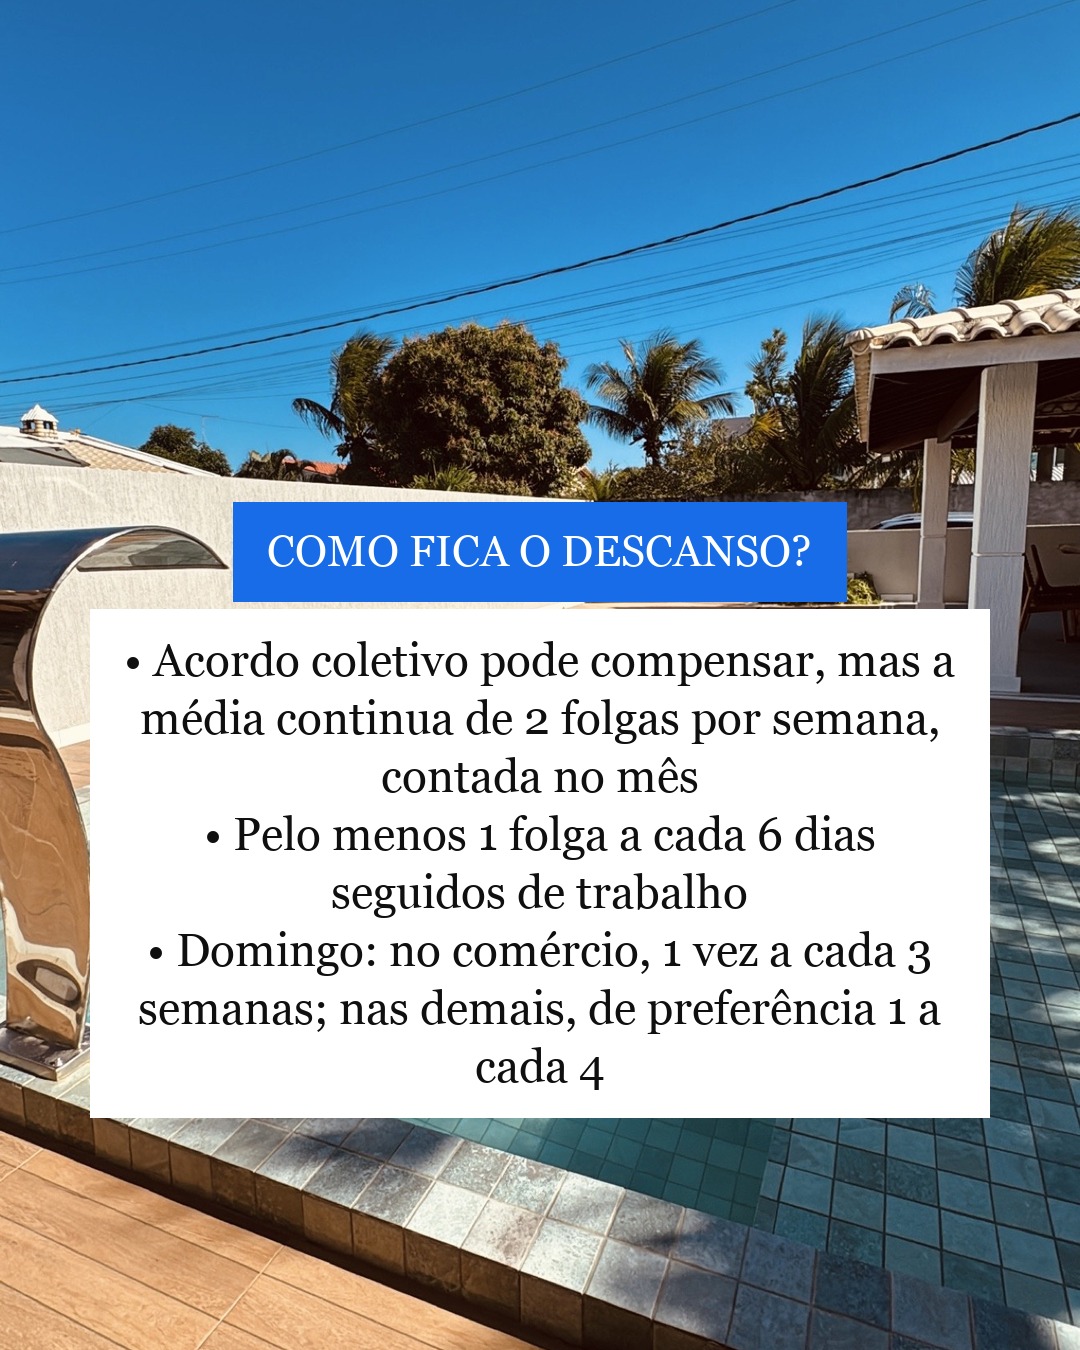 COMO FICA O DESCANSO?
• Acordo coletivo pode compensar, mas a
média continua de 2 folgas por semana,
contada no mês
• Pelo menos 1 folga a cada 6 dias
seguidos de trabalho
• Domingo: no comércio, 1 vez a cada 3
semanas; nas demais, de preferência 1 a
cada 4